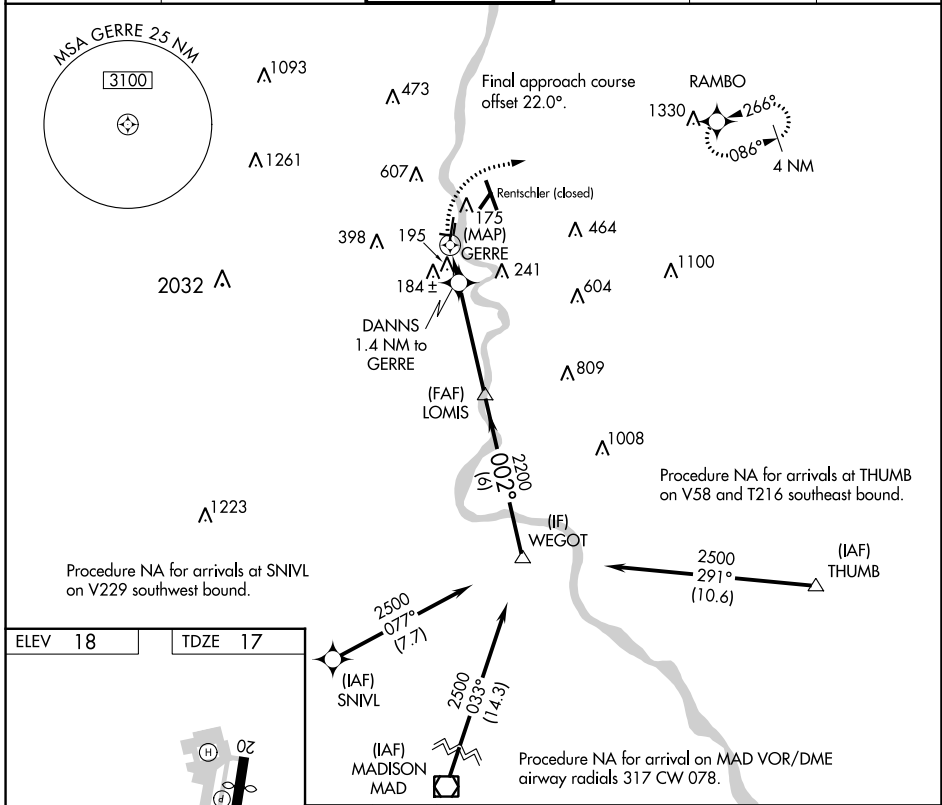 MSA GERRE 25 NM
3100
1093
473
Final approach course
offset 22.0°.
RAMBO
1330
266°
086°
4 NM
1261
607
Rentschler (closed)
175
398
195
(MAP)
GERRE
464
2032
184 ±
241
1100
604
DANNS
1.4 NM to
GERRE
809
(FAF)
LOMIS
1008
2200
002°
(6)
Procedure NA for arrivals at THUMB
on V58 and T216 southeast bound.
1223
(IF)
WEGOT
(IAF)
THUMB
2500
291°
(10.6)
Procedure NA for arrivals at SNIVL
on V229 southwest bound.
2500
077°
(7.7)
ELEV 18
TDZE 17
(IAF)
SNIVL
2500
033°
(14.3)
H
20
P
(IAF)
MADISON
MAD
Procedure NA for arrival on MAD VOR/DME
airway radials 317 CW 078.